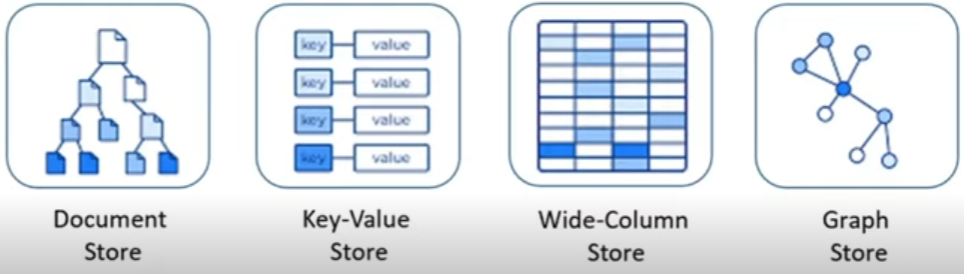 key value
key value
key value
key value
Document Store
Key-Value Store
Wide-Column Store
Graph Store